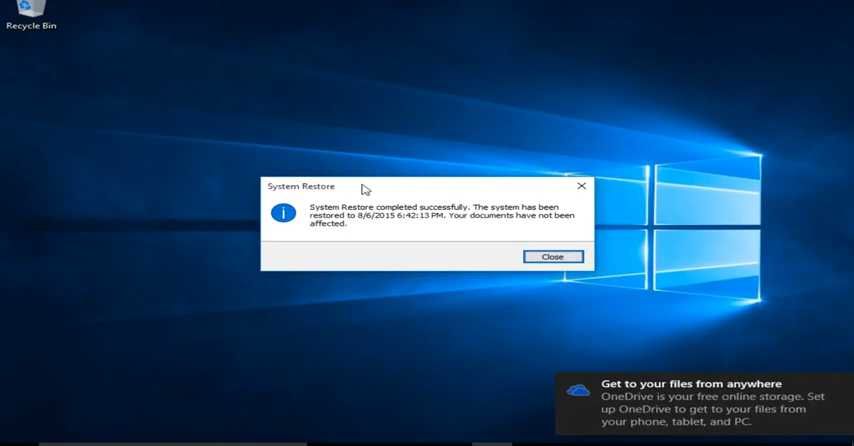 Recycle Bin
System Restore
System Restore completed successfully. The system has been
restored to 8/6/2015 6:42:13 PM. Your documents have not been
affected.
Close
Get to your files from anywhere
OneDrive is your free online storage. Set
up OneDrive to get to your files from
your phone, tablet, and PC.